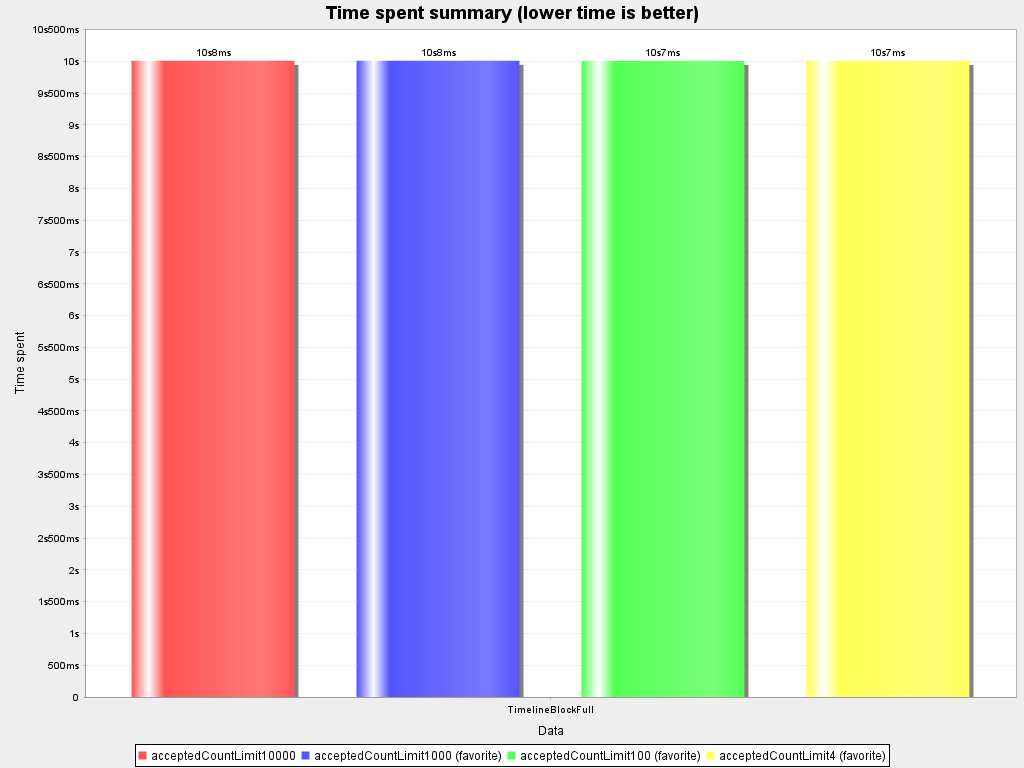 Time spent summary (lower time is better)
10s500ms
10s
9s500ms
9s
8s500ms
8s
7s500ms
7s
6s500ms
6s
5s500ms
5s
4s500ms
4s
3s500ms
3s
2s500ms
2s
1s500ms
1s
500ms
0
Time spent
10s8ms
10s8ms
10s7ms
10s7ms
TimelineBlockFull
Data
acceptedCountLimit10000 acceptedCountLimit1000 (favorite) acceptedCountLimit100 (favorite) acceptedCountLimit4 (favorite)